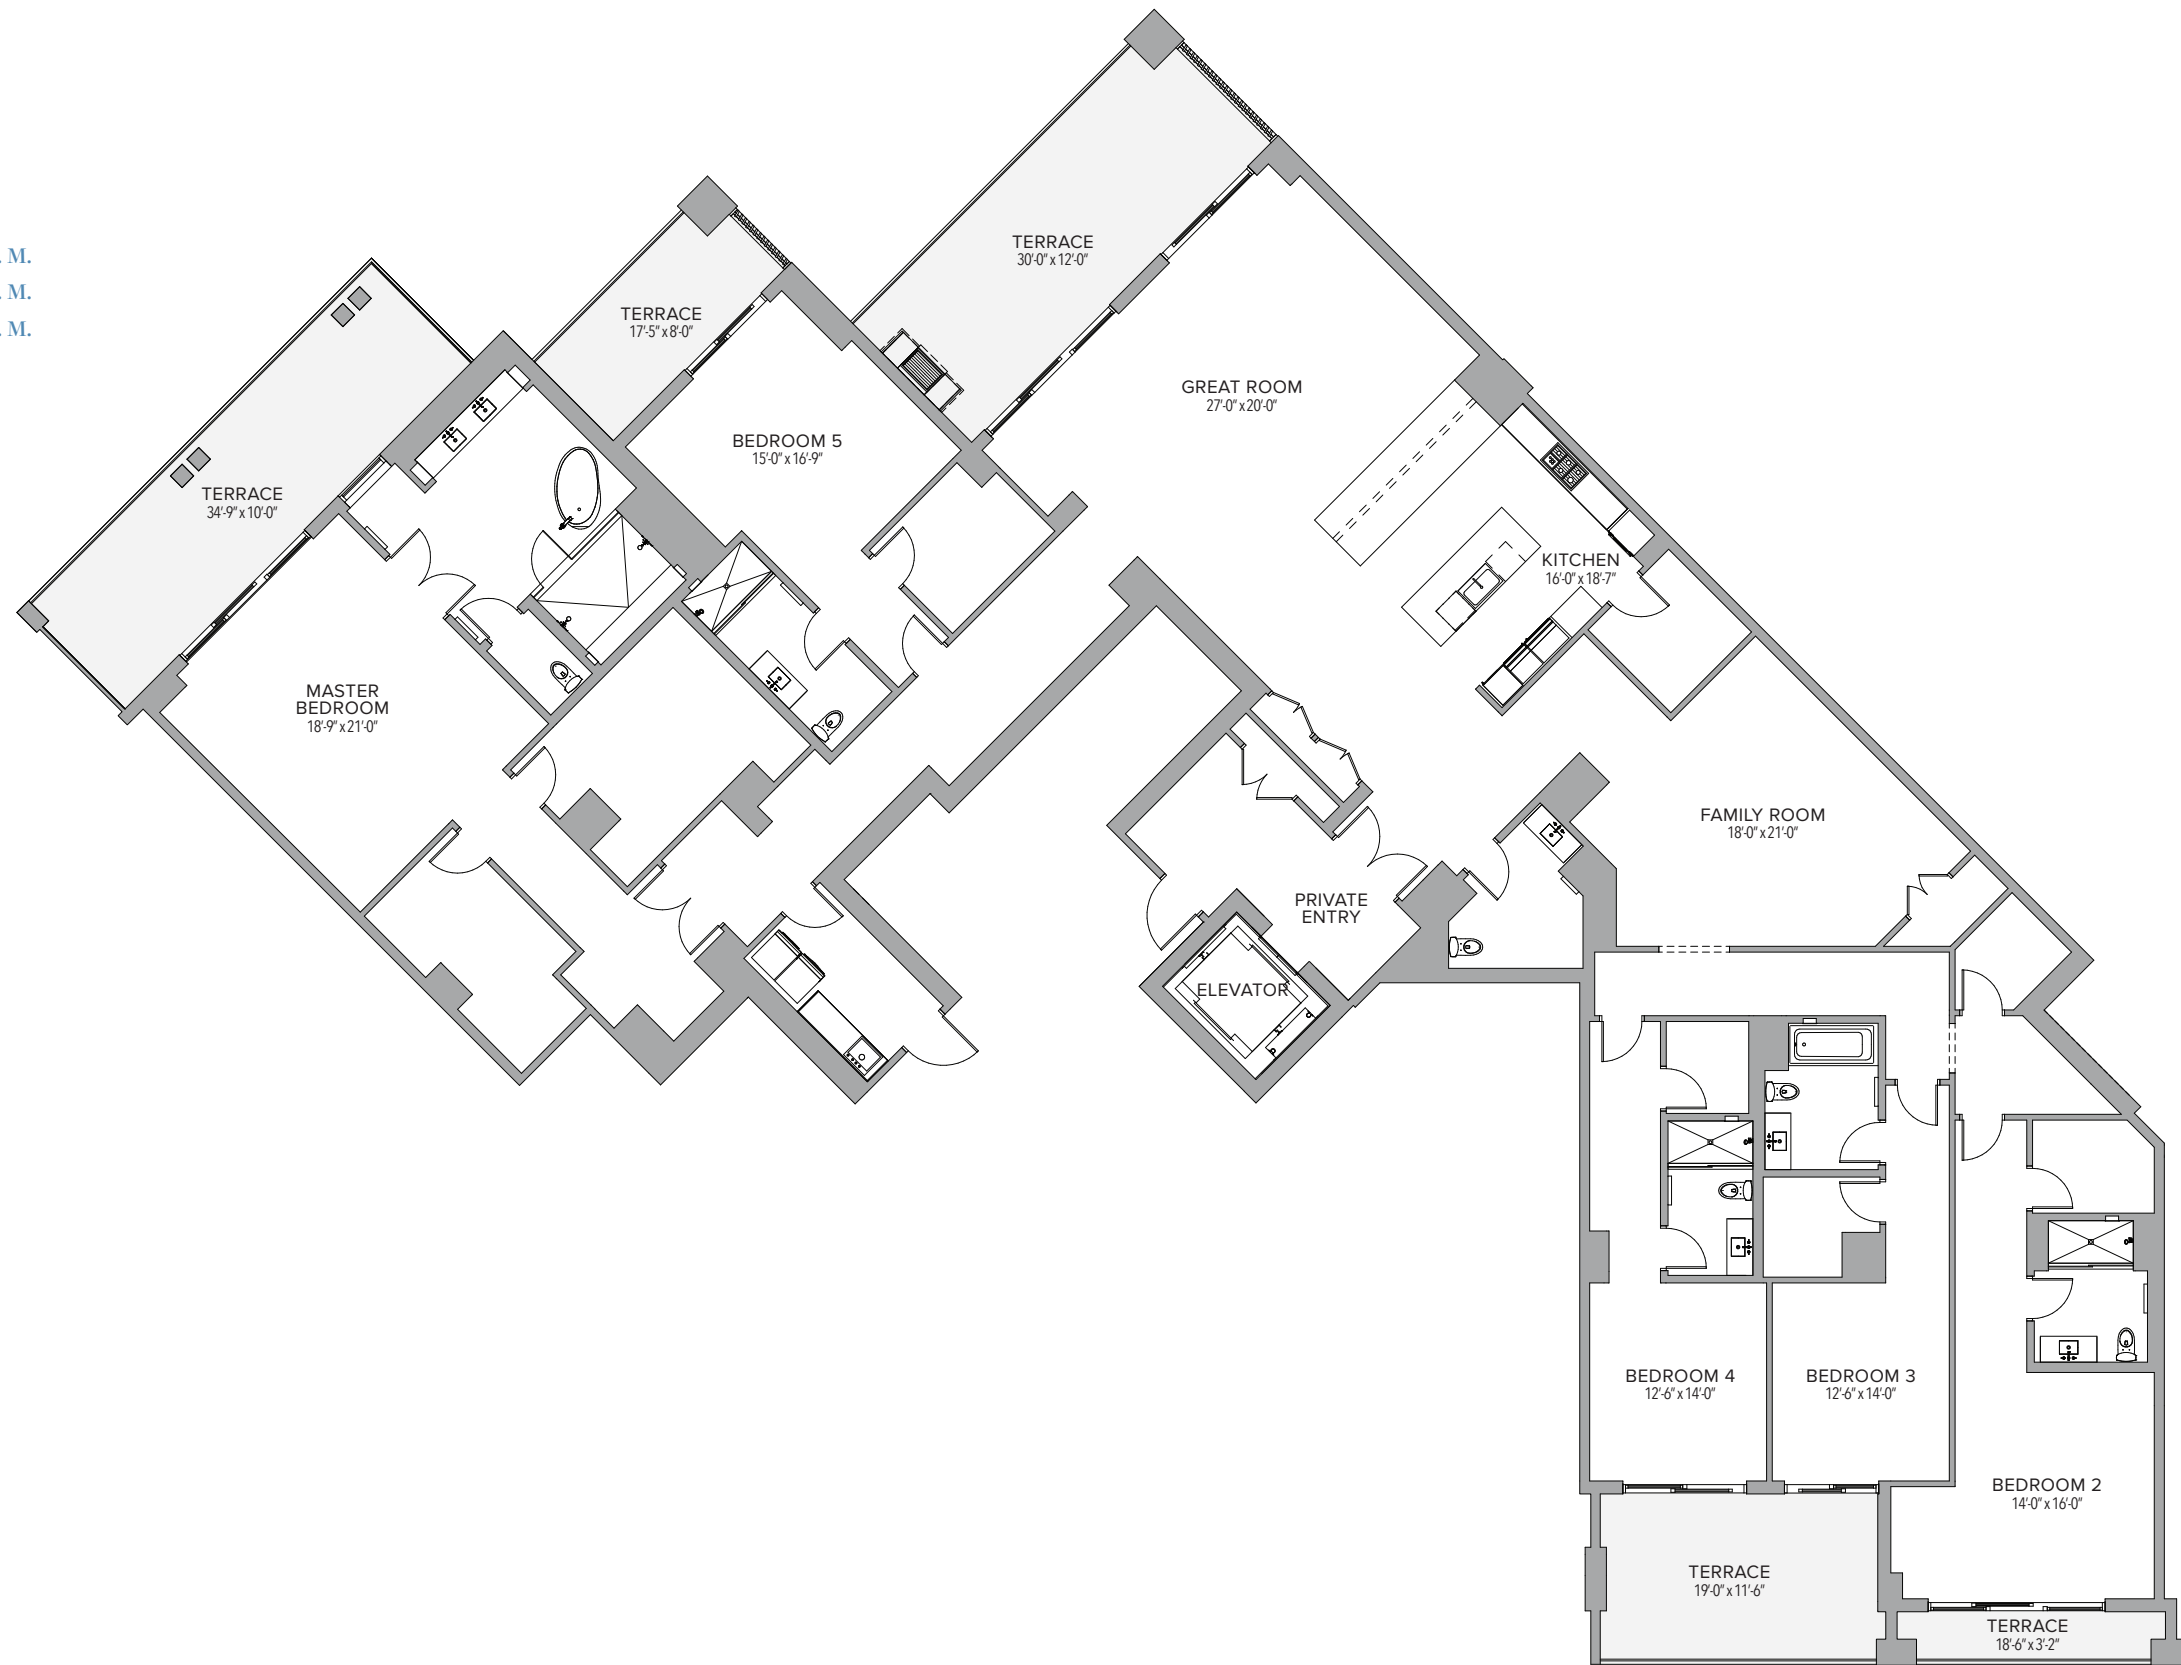 . M.
. M.
. M.
TERRACE
30'-0" x 12'-0"
TERRACE
17'-5" x 8'-0"
GREAT ROOM
27'-0" x 20'-0"
BEDROOM 5
15'-0" x 16'-9"
TERRACE
34'-9" x 10'-0"
KITCHEN
16'-0" x 18'-7"
MASTER
BEDROOM
18'-9" x 21'-0"
FAMILY ROOM
18'-0" x 21'-0"
PRIVATE
ENTRY
ELEVATOR
BEDROOM 4
12'-6" x 14'-0"
BEDROOM 3
12'-6" x 14'-0"
BEDROOM 2
14'-0" x 16'-0"
TERRACE
19'-0" x 11'-6"
TERRACE
18'-6" x 3'-2"